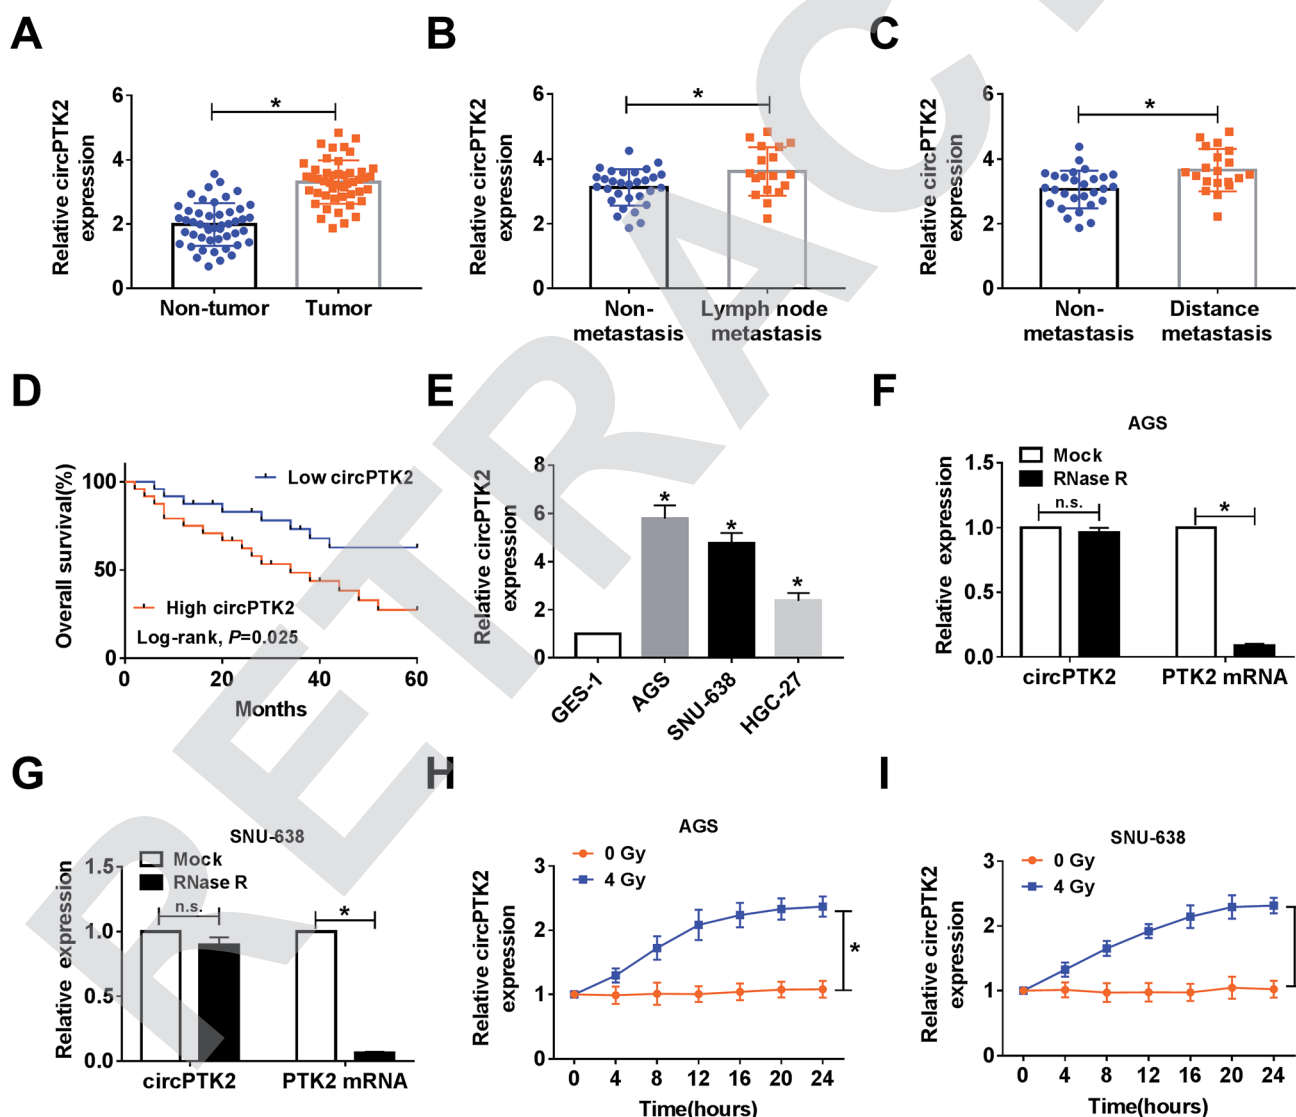 A
Relative circPTK2
expression
6
4
2
0
*
Non-tumor
Tumor
B
Relative circPTK2
expression
6
4
2
0
*
Non-
metastasis
Lymph node
metastasis
C
Relative circPTK2
expression
6
4
2
0
*
Non-
metastasis
Distance
metastasis
D
Overall survival(%)
100
50
0
Low circPTK2
High circPTK2
Log-rank, P=0.025
0 20 40 60
Months
E
Relative circPTK2
expression
8
6
4
2
0
*
*
*
GES-1
AGS
SNU-638
HGC-27
F
AGS
Mock
RNase R
Relative expression
1.5
1.0
0.5
0.0
n.s.
*
circPTK2
PTK2 mRNA
G
SNU-638
Mock
RNase R
Relative expression
1.5
1.0
0.5
0.0
n.s.
*
circPTK2
PTK2 mRNA
H
AGS
0 Gy
4 Gy
Relative circPTK2
expression
3
2
1
0
*
0 4 8 12 16 20 24
Time(hours)
I
SNU-638
0 Gy
4 Gy
Relative circPTK2
expression
3
2
1
0
0 4 8 12 16 20 24
Time(hours)
RETRAC